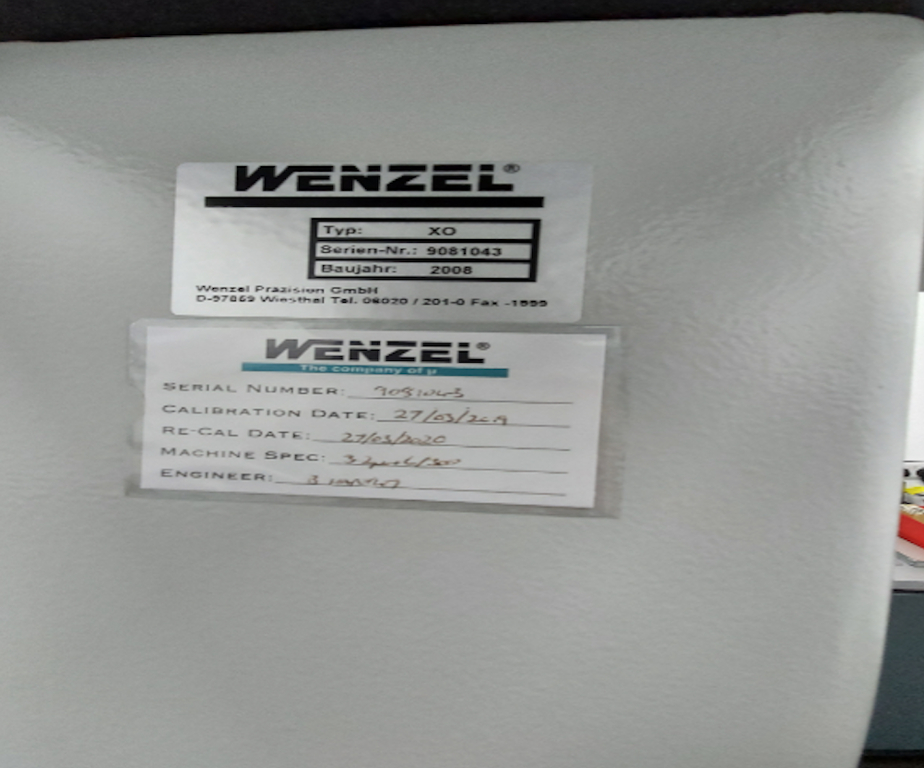 WENZEL®
Typ: XO
Serien-Nr.: 9081043
Baujahr: 2008
Wenzel Präzision GmbH
D-97859 Wiesthal Tel. 06020 / 201-0 Fax -1999
WENZEL®
The company of µ
SERIAL NUMBER: 9081043
CALIBRATION DATE: 27/03/2019
RE-CAL DATE: 27/03/2020
MACHINE SPEC:
ENGINEER: